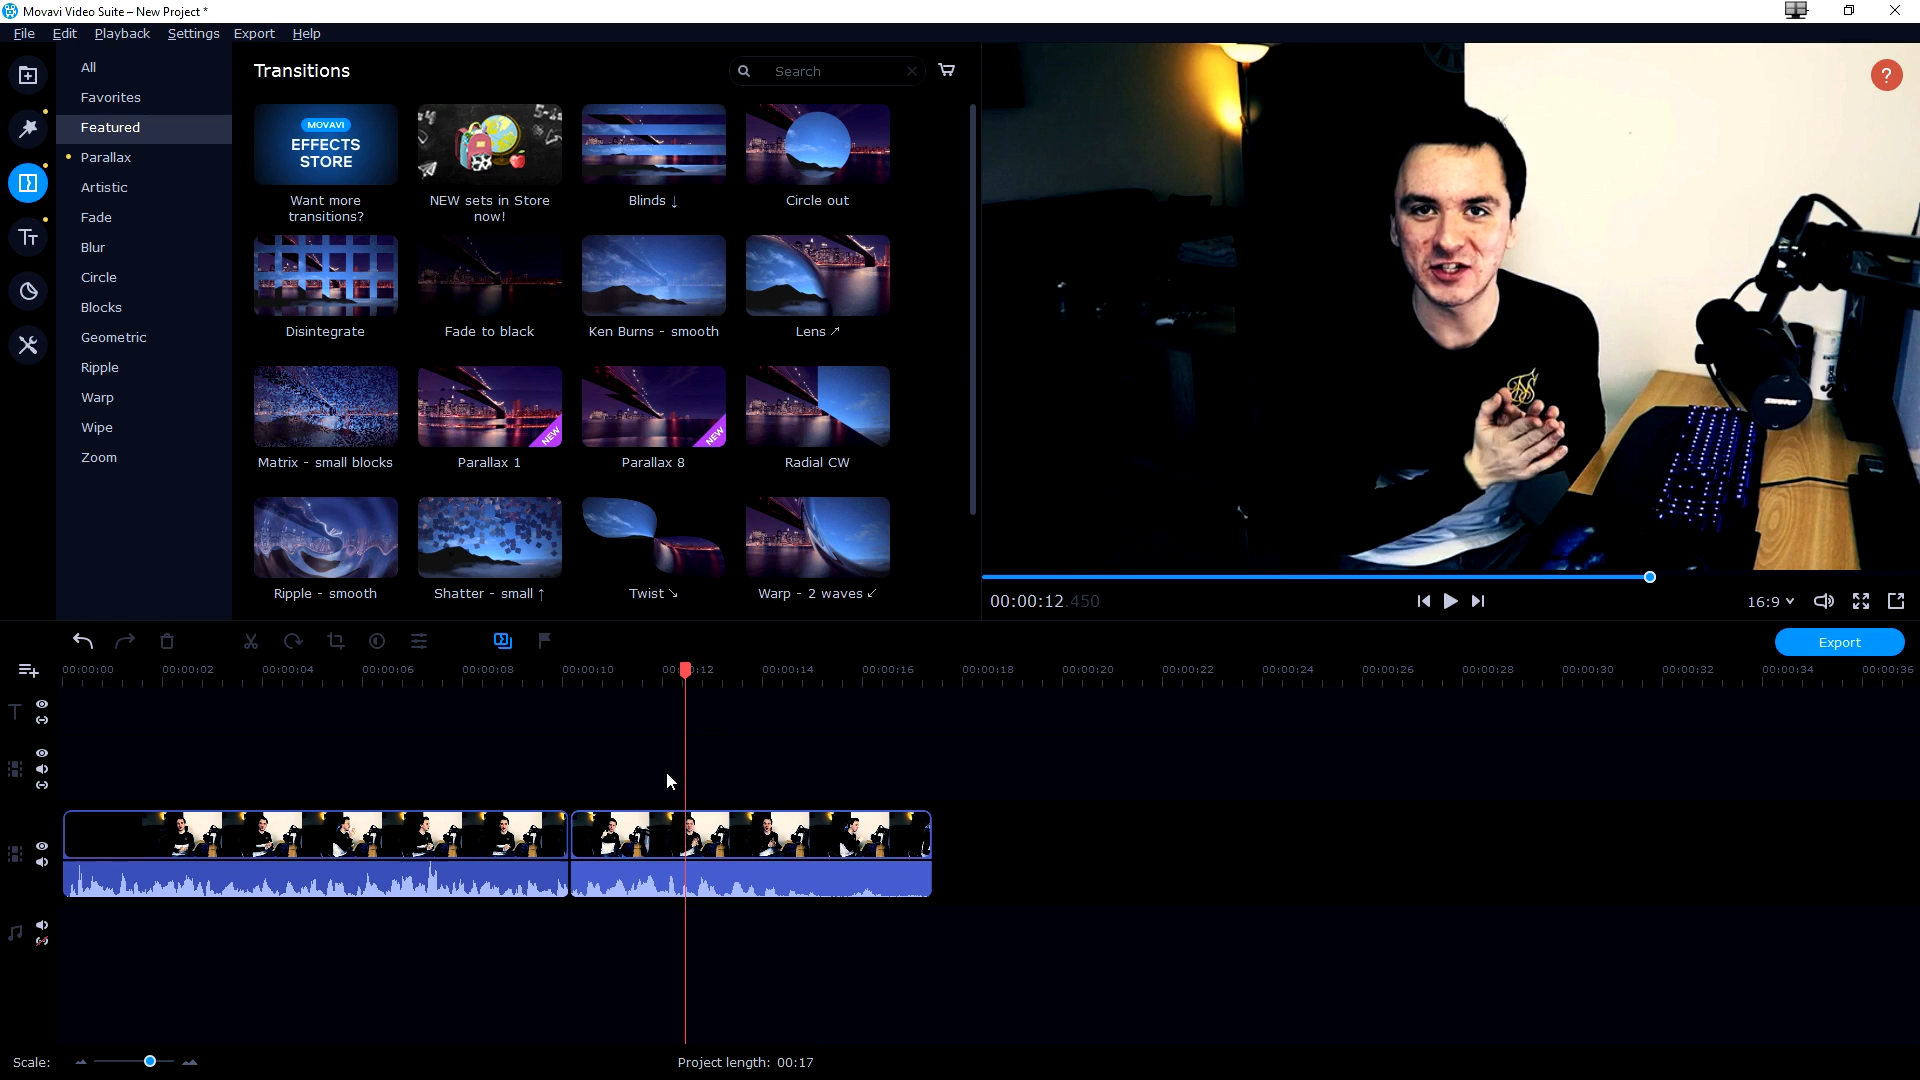 Movavi Video Suite – New Project *
File Edit Playback Settings Export Help
All
Favorites
Featured
Parallax
Artistic
Fade
Blur
Circle
Blocks
Geometric
Ripple
Warp
Wipe
Zoom
Transitions
Search
MOVAVI
EFFECTS
STORE
Want more
transitions?
NEW sets in Store
now!
Blinds ↓
Circle out
Disintegrate
Fade to black
Ken Burns - smooth
Lens ↗
NEW
NEW
Matrix - small blocks
Parallax 1
Parallax 8
Radial CW
Ripple - smooth
Shatter - small ↑
Twist ↘
Warp - 2 waves ↙
?
SHURE
00:00:12.450
16:9
Export
00:00:00 00:00:02 00:00:04 00:00:06 00:00:08 00:00:10 00:00:12 00:00:14 00:00:16 00:00:18 00:00:20 00:00:22 00:00:24 00:00:26 00:00:28 00:00:30 00:00:32 00:00:34 00:00:36
Scale:
Project length: 00:17